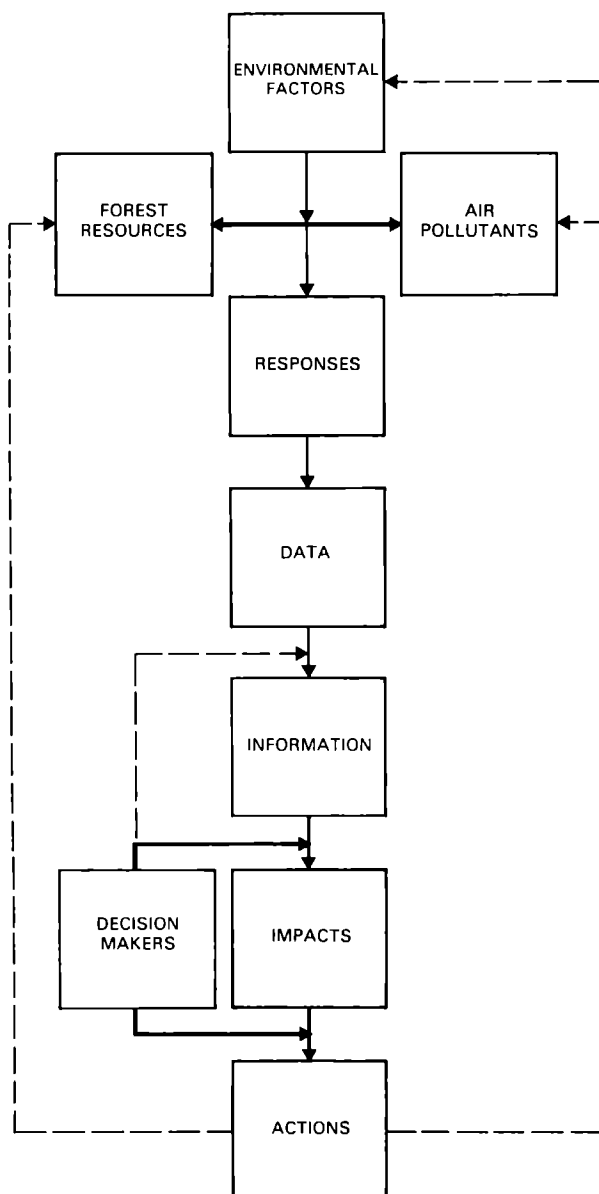 ENVIRONMENTAL
FACTORS
FOREST
RESOURCES
AIR
POLLUTANTS
RESPONSES
DATA
INFORMATION
DECISION
MAKERS
IMPACTS
ACTIONS